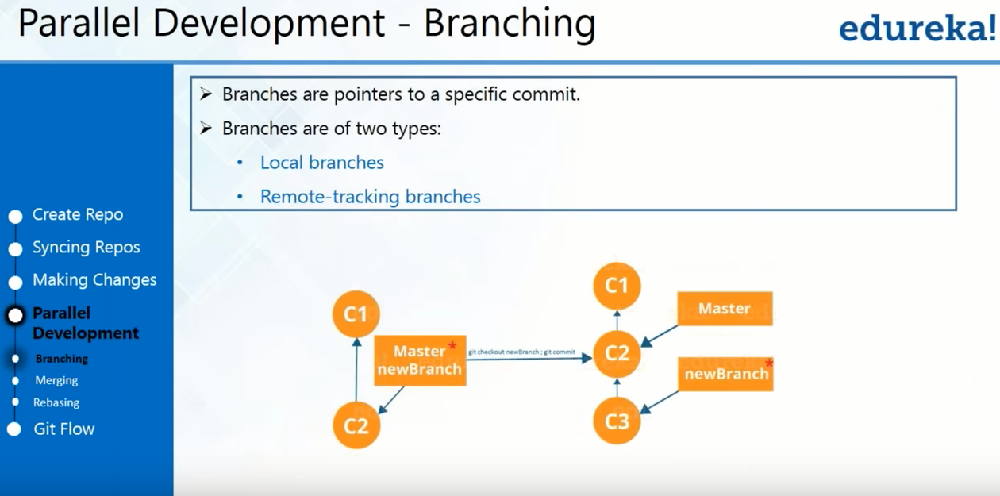 Parallel Development - Branching
edureka!
Branches are pointers to a specific commit.
Branches are of two types:
Local branches
Remote-tracking branches
Create Repo
Syncing Repos
Making Changes
Parallel
Development
Branching
Merging
Rebasing
Git Flow
C1
Master *
newBranch
C2
git checkout newBranch ; git commit
C1
Master
C2
newBranch *
C3